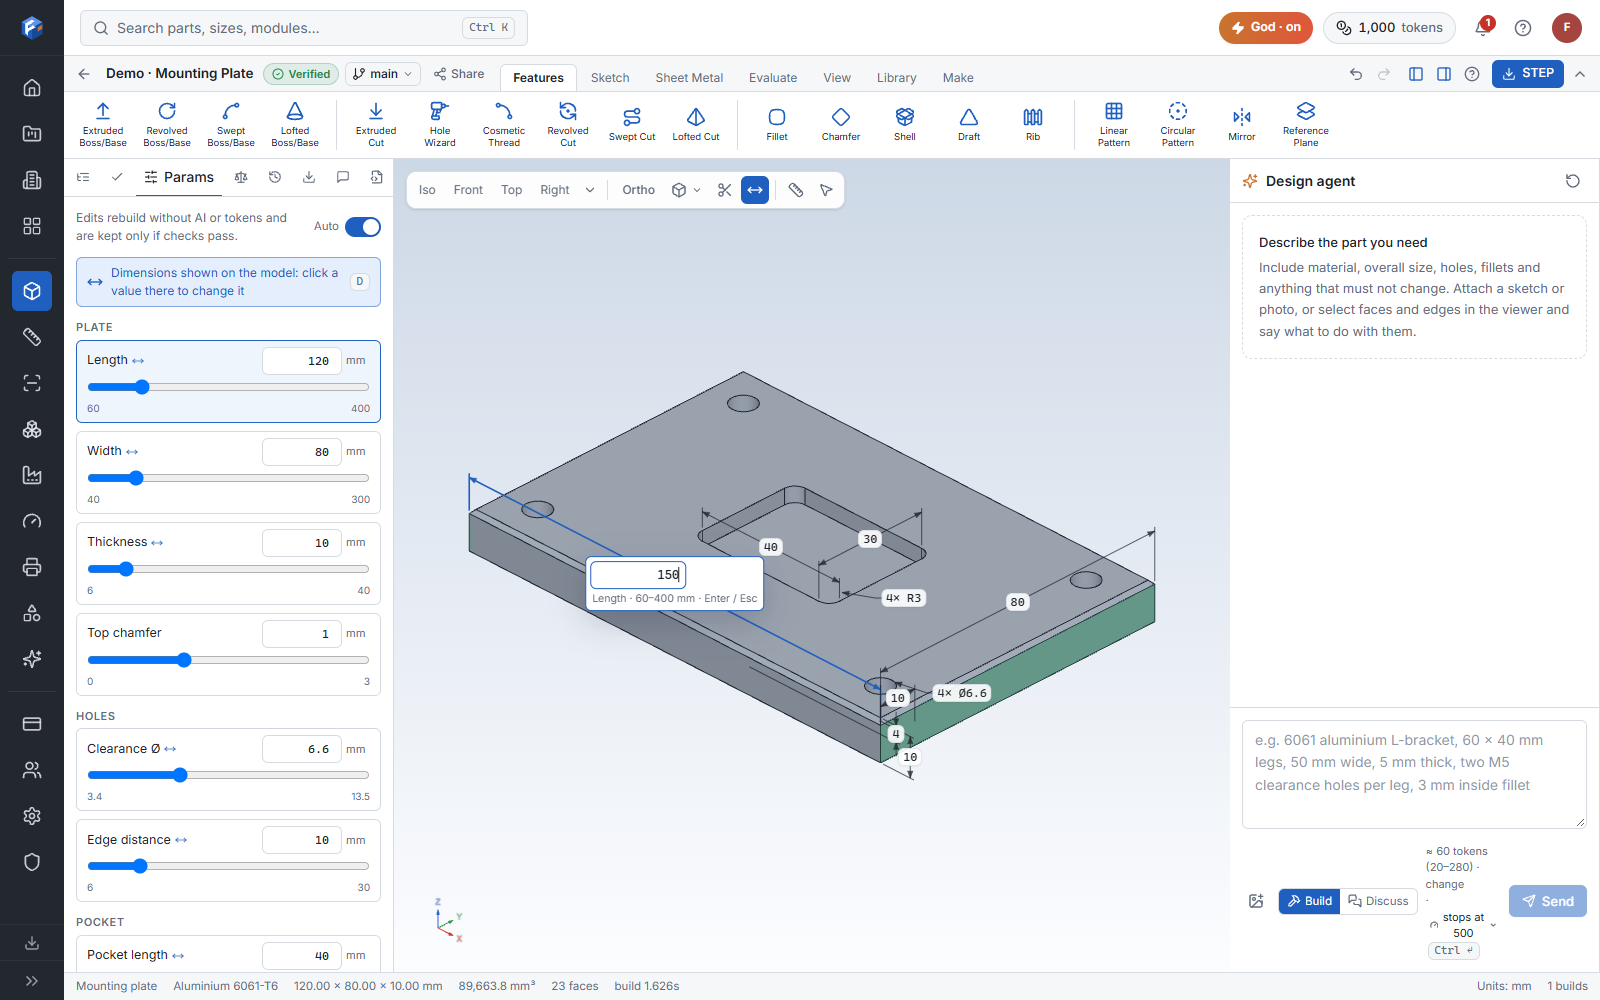 Search parts, sizes, modules...
Ctrl K
God · on
1,000 tokens
1
F
Demo · Mounting Plate
Verified
main
Share
Features
Sketch
Sheet Metal
Evaluate
View
Library
Make
STEP
Extruded Boss/Base
Revolved Boss/Base
Swept Boss/Base
Lofted Boss/Base
Extruded Cut
Hole Wizard
Cosmetic Thread
Revolved Cut
Swept Cut
Lofted Cut
Fillet
Chamfer
Shell
Draft
Rib
Linear Pattern
Circular Pattern
Mirror
Reference Plane
Params
Edits rebuild without AI or tokens and
are kept only if checks pass.
Auto
Dimensions shown on the model: click a
value there to change it
D
PLATE
Length
120 mm
60
400
Width
80 mm
40
300
Thickness
10 mm
6
40
Top chamfer
1 mm
0
3
HOLES
Clearance Ø
6.6 mm
3.4
13.5
Edge distance
10 mm
6
30
POCKET
Pocket length
40 mm
Iso
Front
Top
Right
Ortho
40
30
150
Length · 60–400 mm · Enter / Esc
4× R3
80
10
4× Ø6.6
4
10
Z
Y
X
Design agent
Describe the part you need
Include material, overall size, holes, fillets and
anything that must not change. Attach a sketch or
photo, or select faces and edges in the viewer and
say what to do with them.
e.g. 6061 aluminium L-bracket, 60 × 40 mm
legs, 50 mm wide, 5 mm thick, two M5
clearance holes per leg, 3 mm inside fillet
Build
Discuss
≈ 60 tokens
(20–280) ·
change
·
stops at
500
Ctrl ↵
Send
Mounting plate
Aluminium 6061-T6
120.00 × 80.00 × 10.00 mm
89,663.8 mm³
23 faces
build 1.626s
Units: mm
1 builds